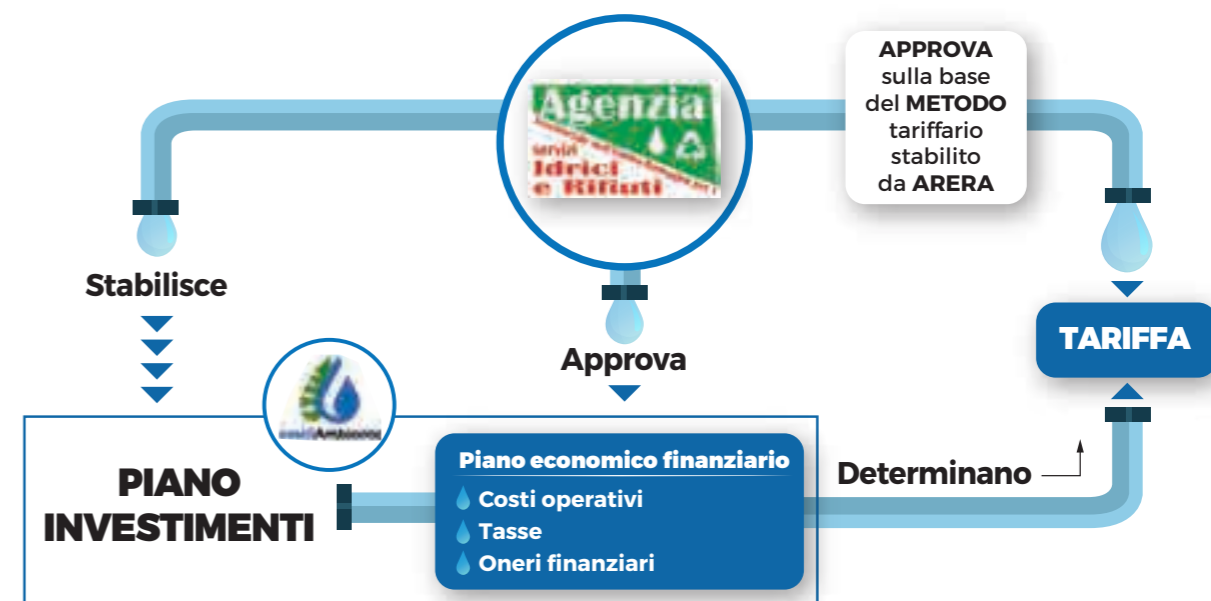 Agenzia
servizi
Idrici
e Rifiuti
APPROVA
sulla base
del METODO
tariffario
stabilito
da ARERA
Stabilisce
Approva
TARIFFA
PIANO
INVESTIMENTI
Piano economico finanziario
Costi operativi
Tasse
Oneri finanziari
Determinano